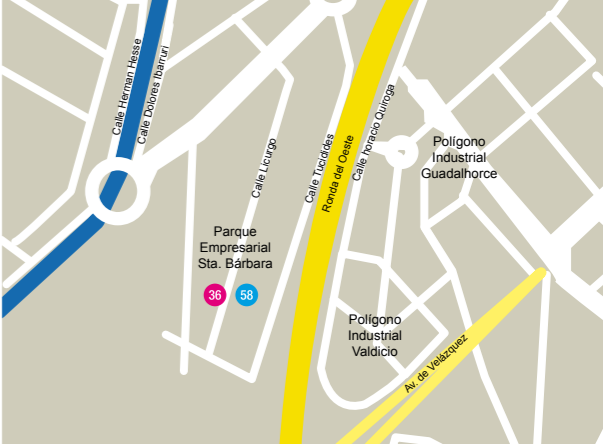 Calle Herman Hesse
Calle Dolores Ibarruri
Calle Licurgo
Calle Tucidides
Ronda del Oeste
Calle horacio Quiroga
Polígono
Industrial
Guadalhorce
Parque
Empresarial
Sta. Bárbara
36 58
Polígono
Industrial
Valdicio
Av. de Velázquez